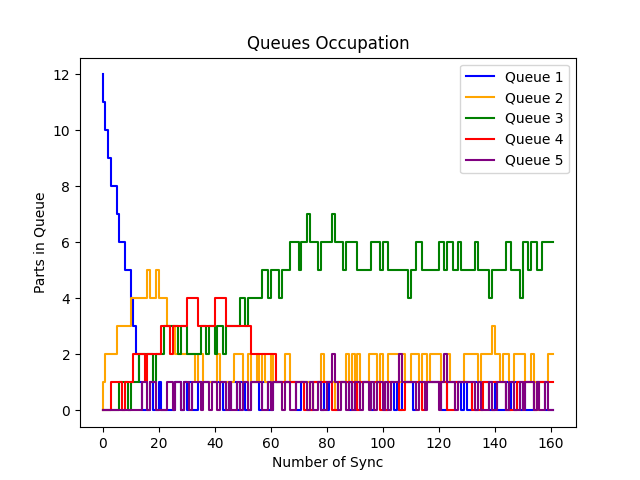 Queues Occupation
Parts in Queue
12
10
8
6
4
2
0
Queue 1
Queue 2
Queue 3
Queue 4
Queue 5
0 20 40 60 80 100 120 140 160
Number of Sync